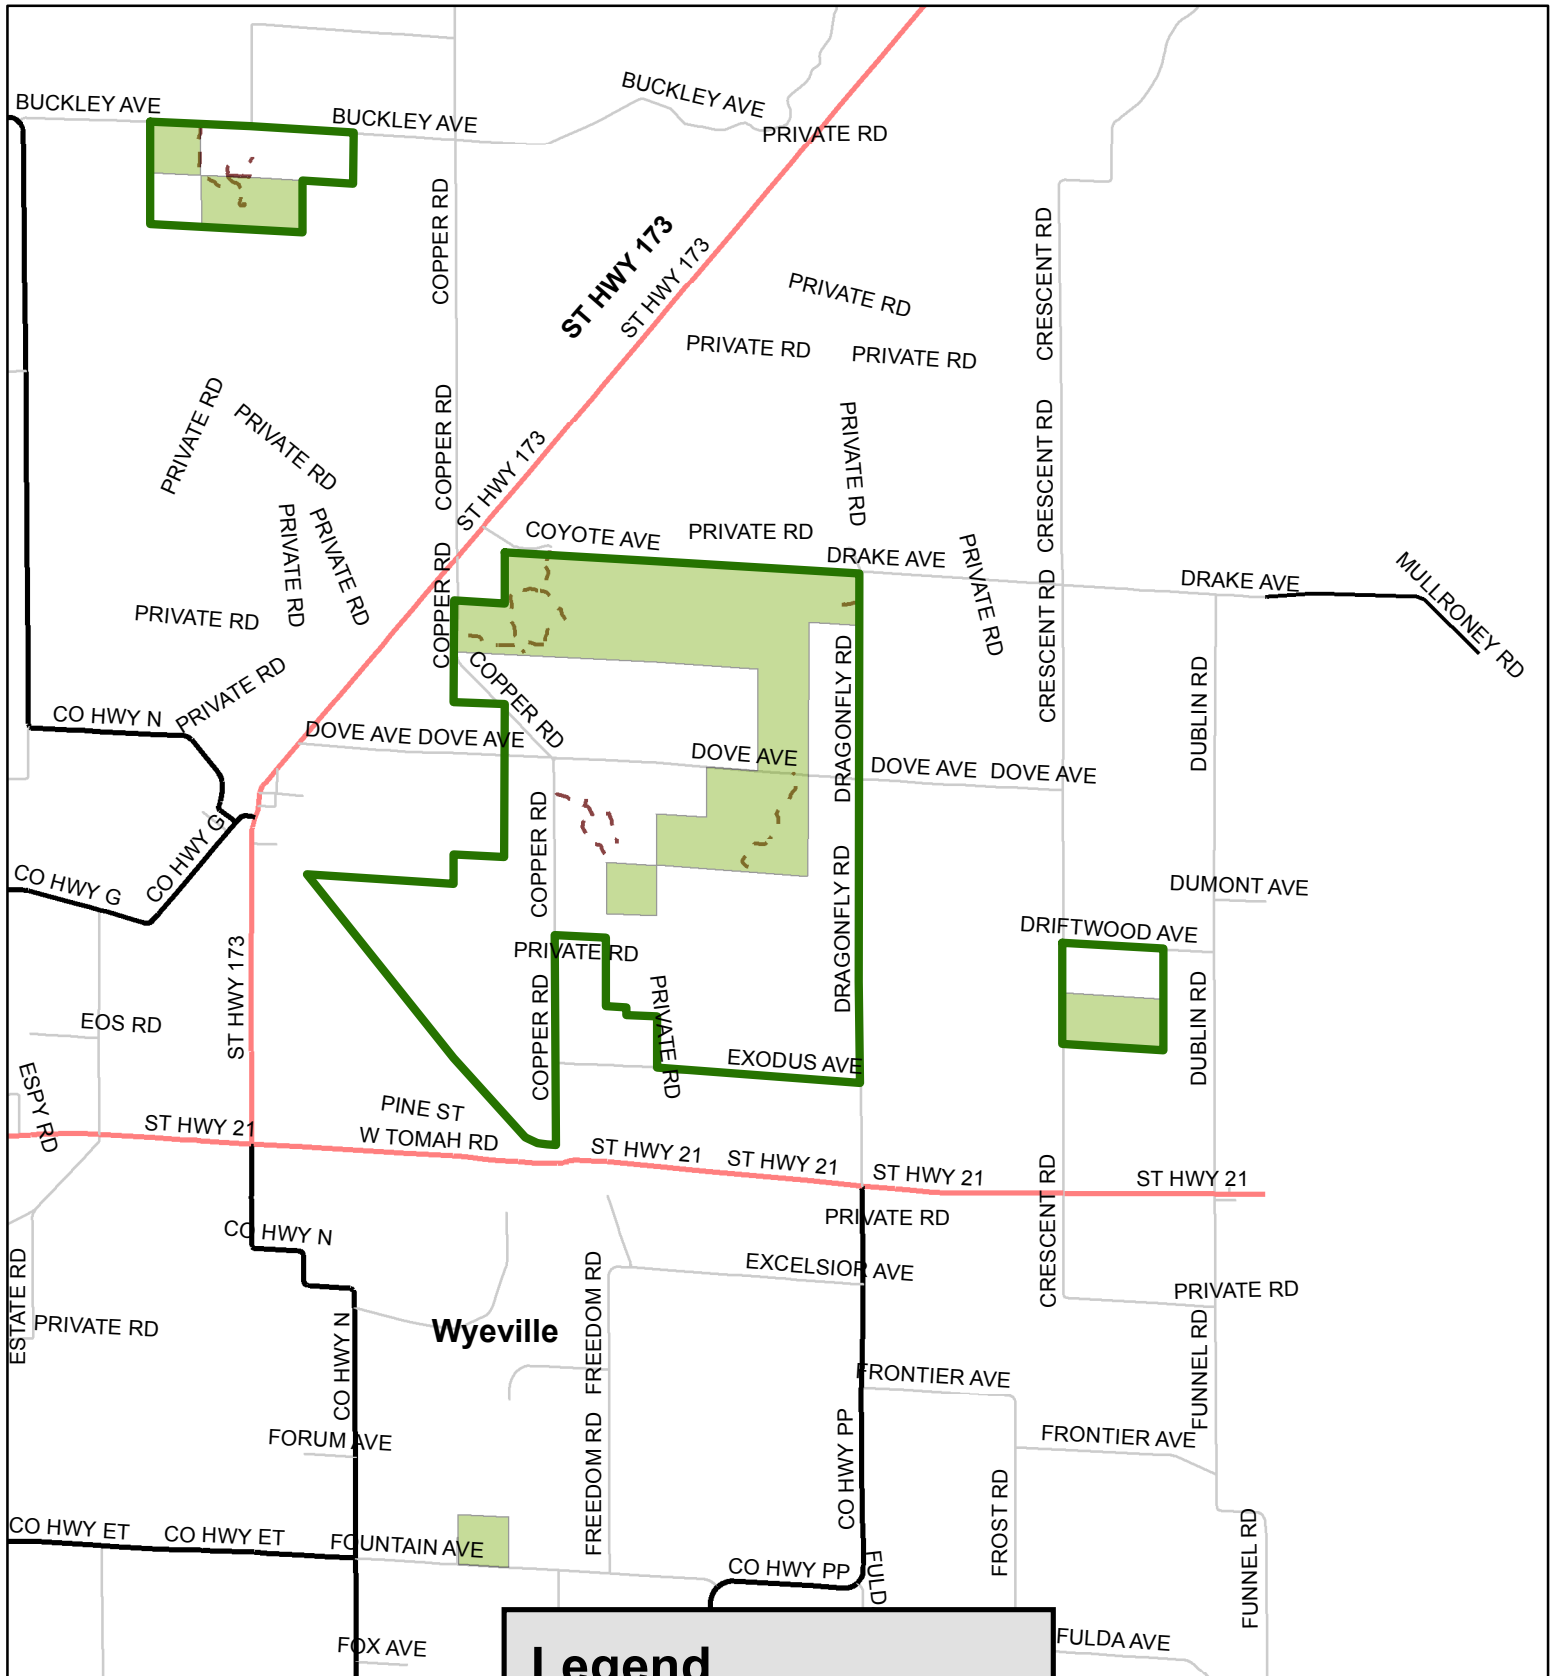 BUCKLEY AVE
BUCKLEY AVE
BUCKLEY AVE
PRIVATE RD
COPPER RD
ST HWY 173
ST HWY 173
CRESCENT RD
PRIVATE RD
PRIVATE RD
PRIVATE RD
PRIVATE RD
PRIVATE RD
COPPER RD
PRIVATE RD
CRESCENT RD
ST HWY 173
PRIVATE RD
PRIVATE RD
COYOTE AVE
PRIVATE RD
DRAKE AVE
PRIVATE RD
DRAKE AVE
MULLRONEY RD
COPPER RD
CRESCENT RD
PRIVATE RD
PRIVATE RD
COPPER RD
DRAGONFLY RD
DUBLIN RD
CO HWY N
DOVE AVE
DOVE AVE
DOVE AVE
DOVE AVE
DOVE AVE
CO HWY G
CO HWY G
COPPER RD
DRAGONFLY RD
DUMONT AVE
DRIFTWOOD AVE
ST HWY 173
PRIVATE RD
COPPER RD
PRIVATE RD
DUBLIN RD
EOS RD
EXODUS AVE
ESPY RD
PINE ST
ST HWY 21
W TOMAH RD
ST HWY 21
ST HWY 21
ST HWY 21
ST HWY 21
CRESCENT RD
PRIVATE RD
CO HWY N
EXCELSIOR AVE
PRIVATE RD
ESTATE RD
PRIVATE RD
Wyeville
FREEDOM RD
CO HWY N
FUNNEL RD
FRONTIER AVE
FORUM AVE
FREEDOM RD
CO HWY PP
FRONTIER AVE
FROST RD
CO HWY ET
CO HWY ET
FOUNTAIN AVE
CO HWY PP
FULD
FUNNEL RD
FOX AVE
FULDA AVE
Legend